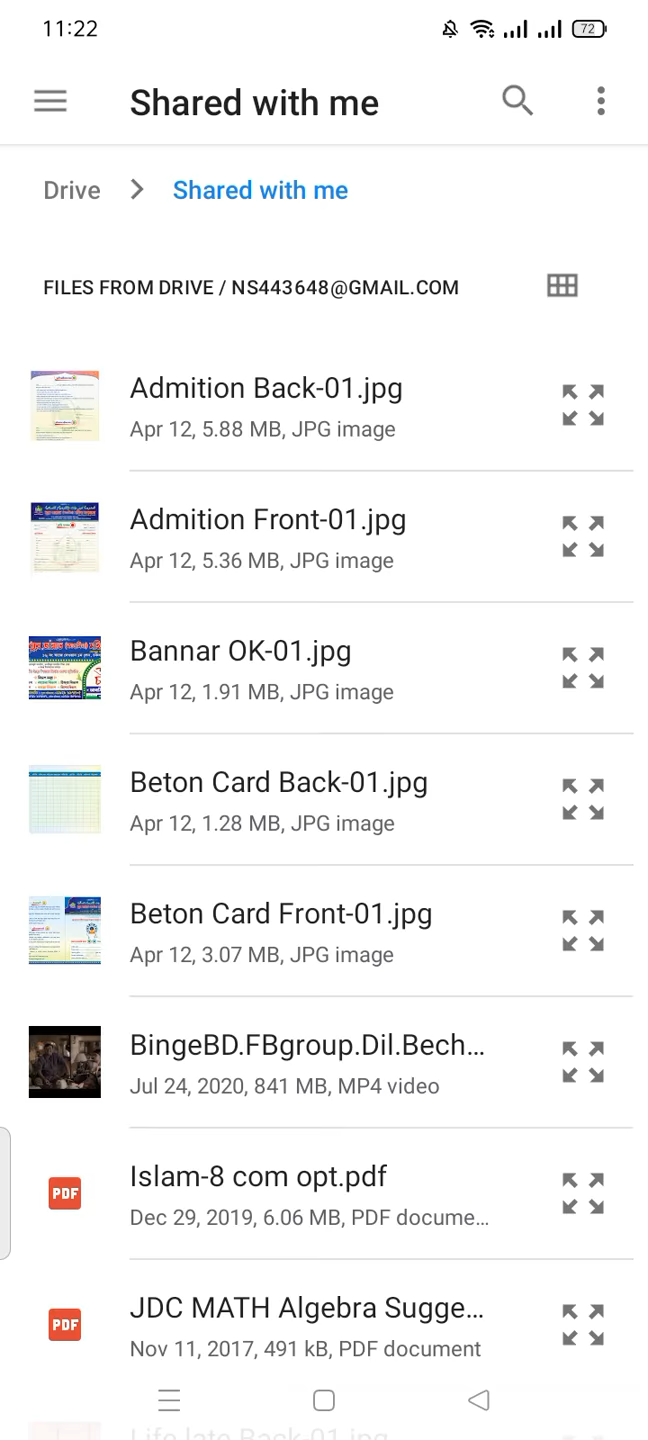 11:22
72
Shared with me
Drive > Shared with me
FILES FROM DRIVE / NS443648@GMAIL.COM
Admition Back-01.jpg
Apr 12, 5.88 MB, JPG image
Admition Front-01.jpg
Apr 12, 5.36 MB, JPG image
Bannar OK-01.jpg
Apr 12, 1.91 MB, JPG image
Beton Card Back-01.jpg
Apr 12, 1.28 MB, JPG image
Beton Card Front-01.jpg
Apr 12, 3.07 MB, JPG image
BingeBD.FBgroup.Dil.Bech...
Jul 24, 2020, 841 MB, MP4 video
PDF
Islam-8 com opt.pdf
Dec 29, 2019, 6.06 MB, PDF docume...
PDF
JDC MATH Algebra Sugge...
Nov 11, 2017, 491 kB, PDF document
Life late Back-01.jpg